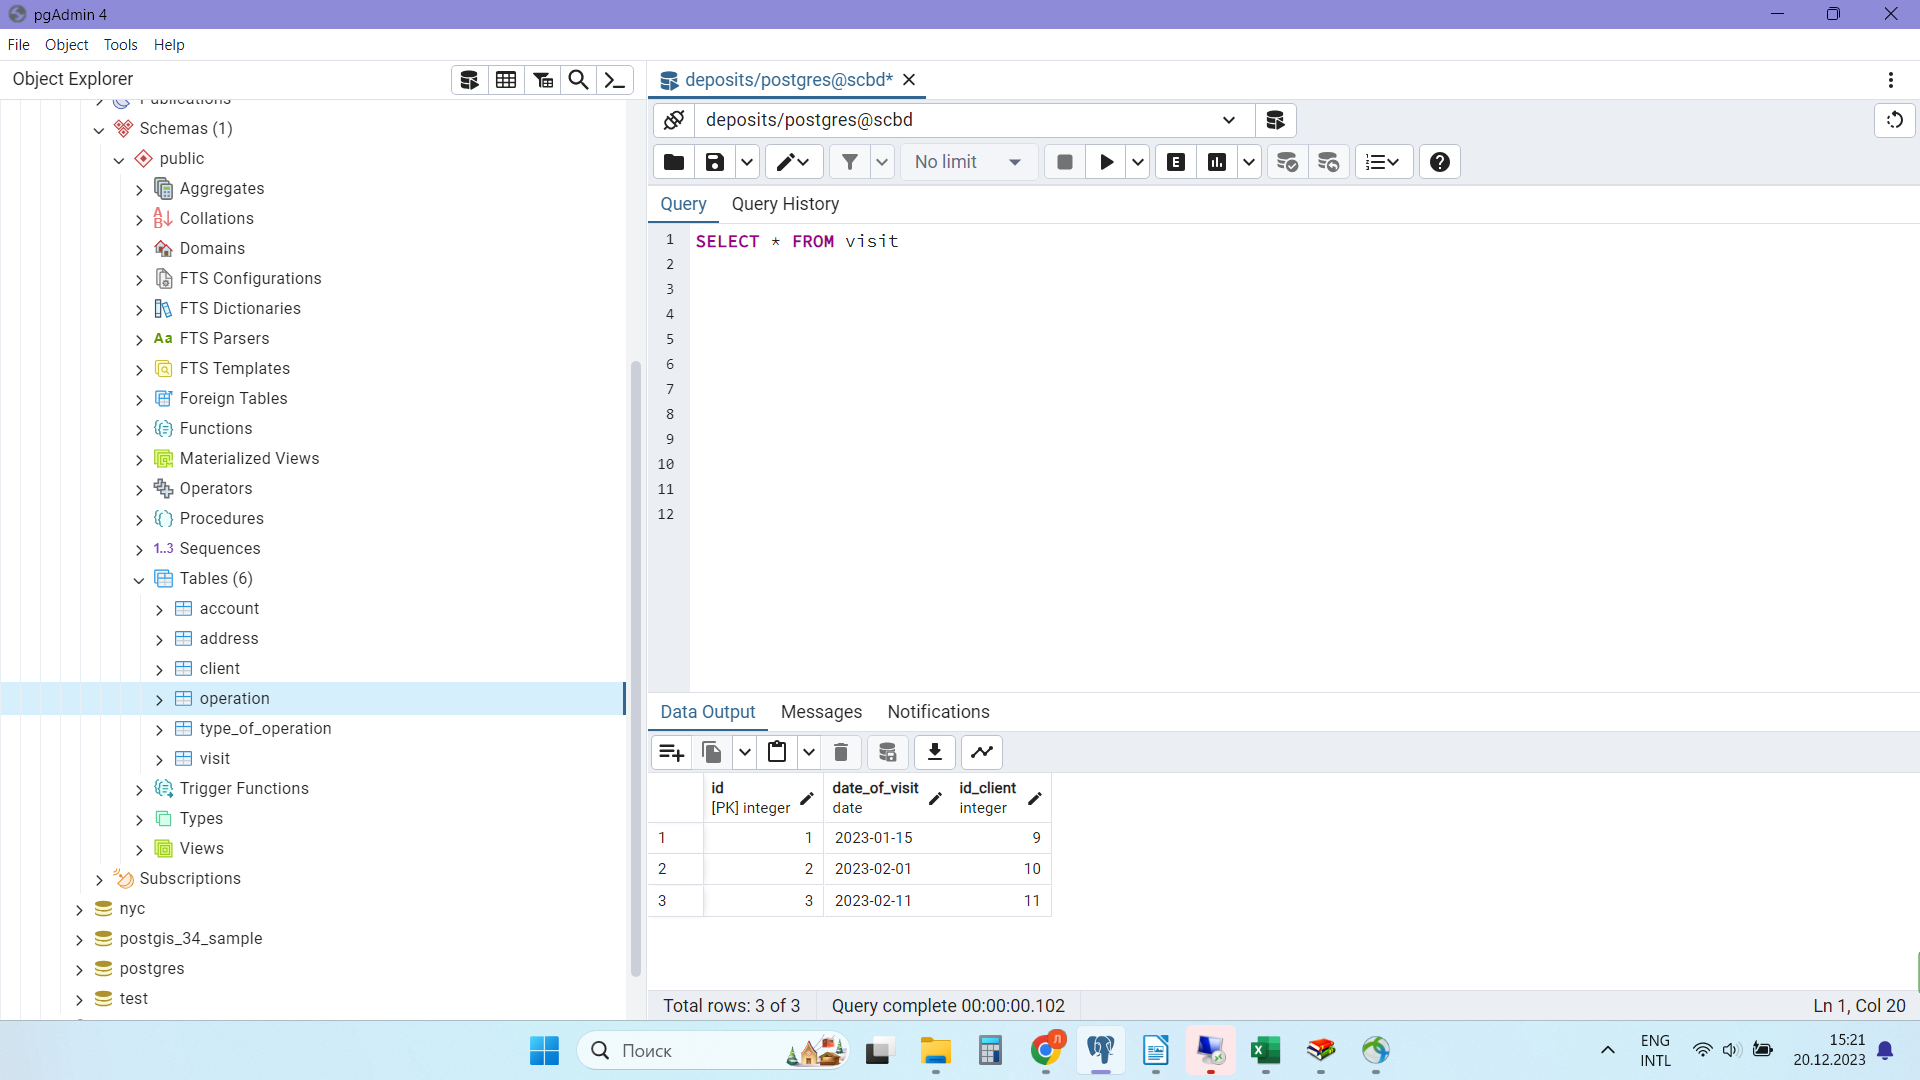 pgAdmin 4
File Object Tools Help
Object Explorer
Publications
Schemas (1)
public
Aggregates
Collations
Domains
FTS Configurations
FTS Dictionaries
Aa FTS Parsers
FTS Templates
Foreign Tables
Functions
Materialized Views
Operators
Procedures
1..3 Sequences
Tables (6)
account
address
client
operation
type_of_operation
visit
Trigger Functions
Types
Views
Subscriptions
nyc
postgis_34_sample
postgres
test
deposits/postgres@scbd*
deposits/postgres@scbd
No limit
E
Query Query History
1 SELECT * FROM visit
2
3
4
5
6
7
8
9
10
11
12
Data Output Messages Notifications
id date_of_visit id_client
[PK] integer date integer
1 1 2023-01-15 9
2 2 2023-02-01 10
3 3 2023-02-11 11
Total rows: 3 of 3 Query complete 00:00:00.102 Ln 1, Col 20
Поиск
Л
ENG
INTL
15:21
20.12.2023